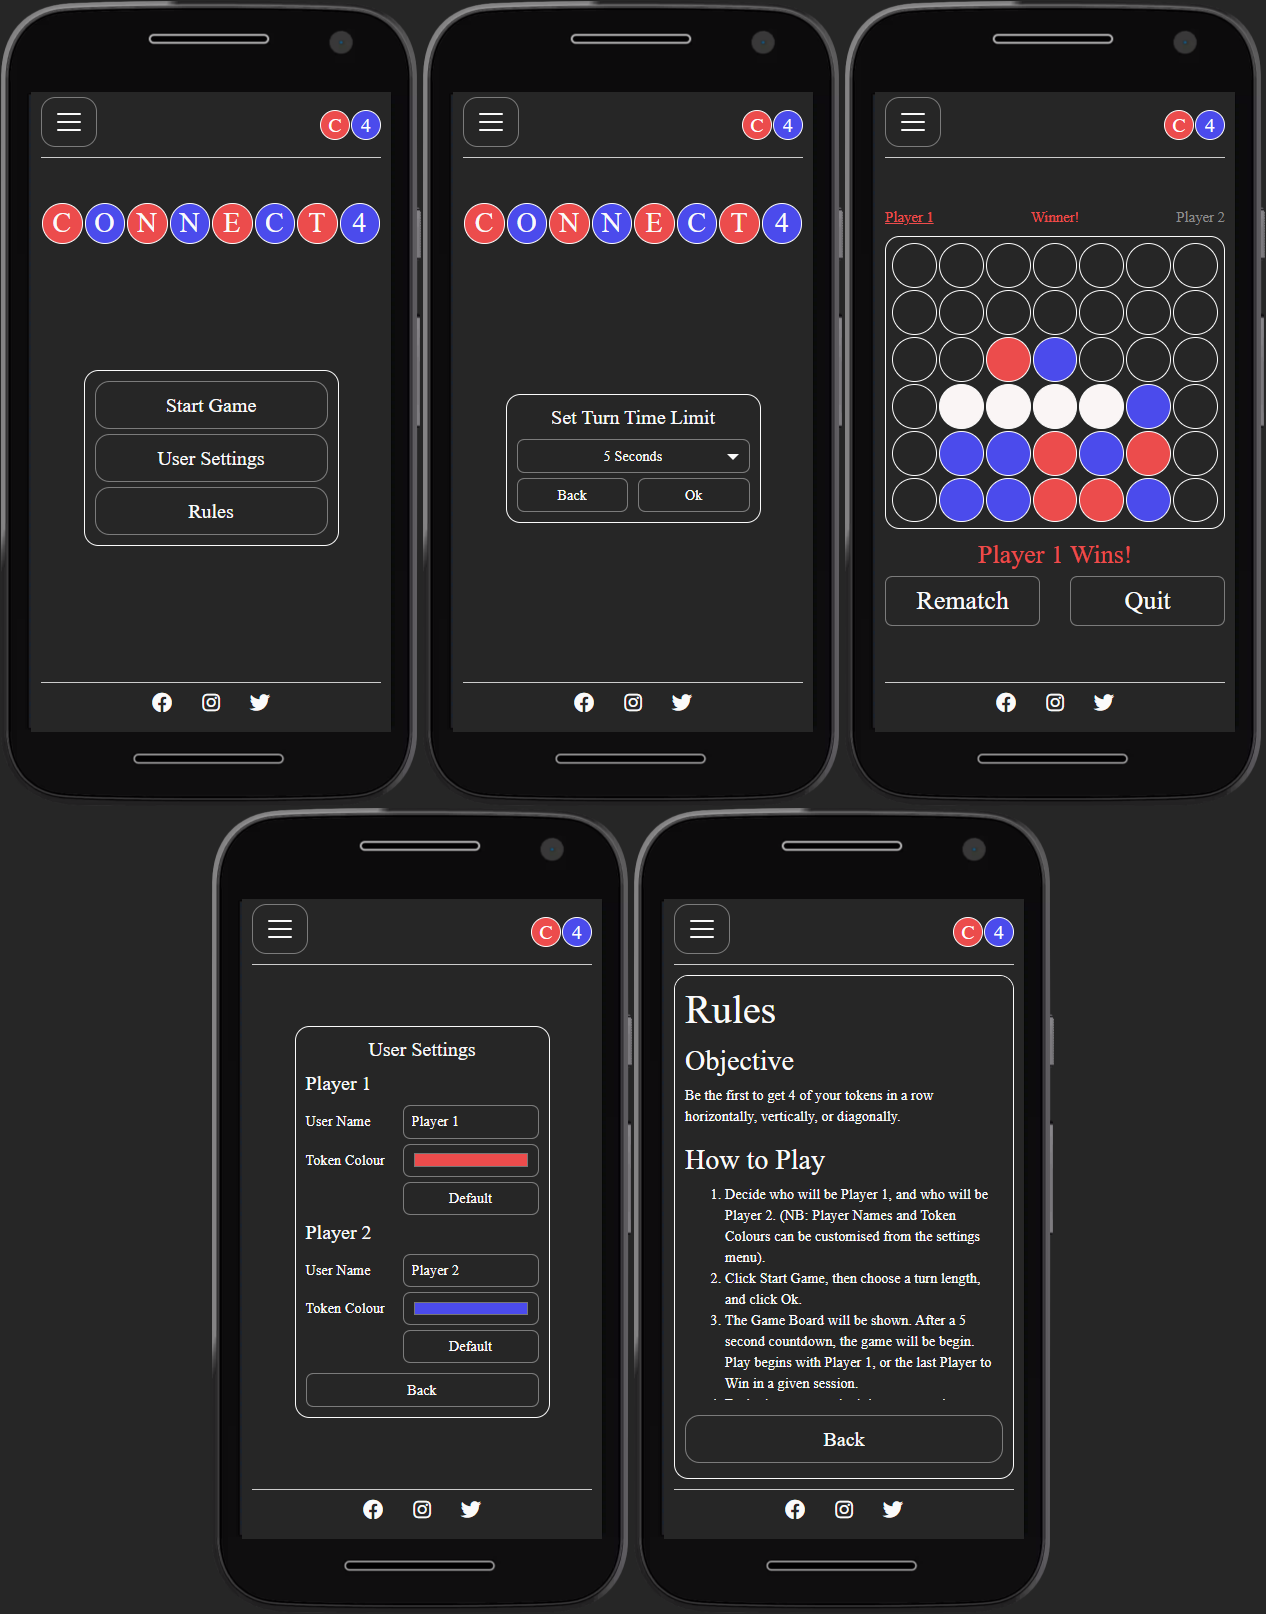 C 4
CONNECT4
Start Game
User Settings
Rules
C 4
CONNECT4
Set Turn Time Limit
5 Seconds
Back Ok
C 4
Player 1 Winner! Player 2
Player 1 Wins!
Rematch Quit
C 4
User Settings
Player 1
User Name Player 1
Token Colour
Default
Player 2
User Name Player 2
Token Colour
Default
Back
C 4
Rules
Objective
Be the first to get 4 of your tokens in a row
horizontally, vertically, or diagonally.
How to Play
1. Decide who will be Player 1, and who will be
Player 2. (NB: Player Names and Token
Colours can be customised from the settings
menu).
2. Click Start Game, then choose a turn length,
and click Ok.
3. The Game Board will be shown. After a 5
second countdown, the game will be begin.
Play begins with Player 1, or the last Player to
Win in a given session.
Back